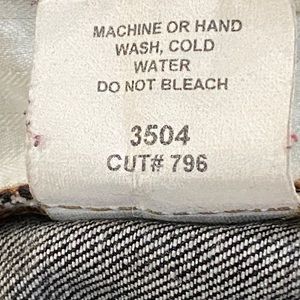 MACHINE OR HAND
WASH, COLD
WATER
DO NOT BLEACH
3504
CUT# 796